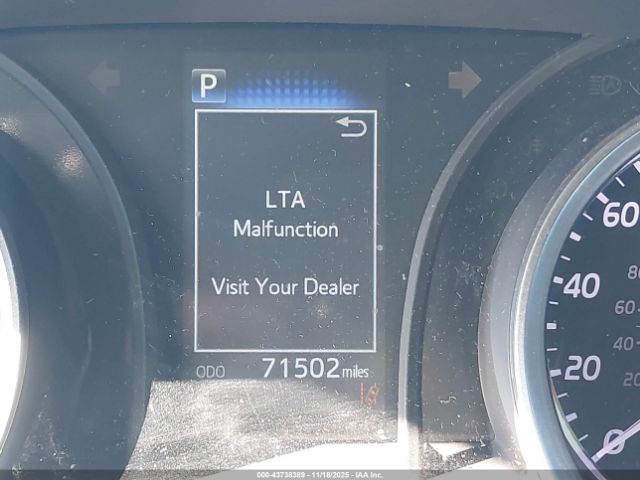 P
LTA
Malfunction
Visit Your Dealer
ODO 71502 miles
60
40
20
0
80
60
40
20
000-43738389 - 11/18/2025 - IAA Inc.